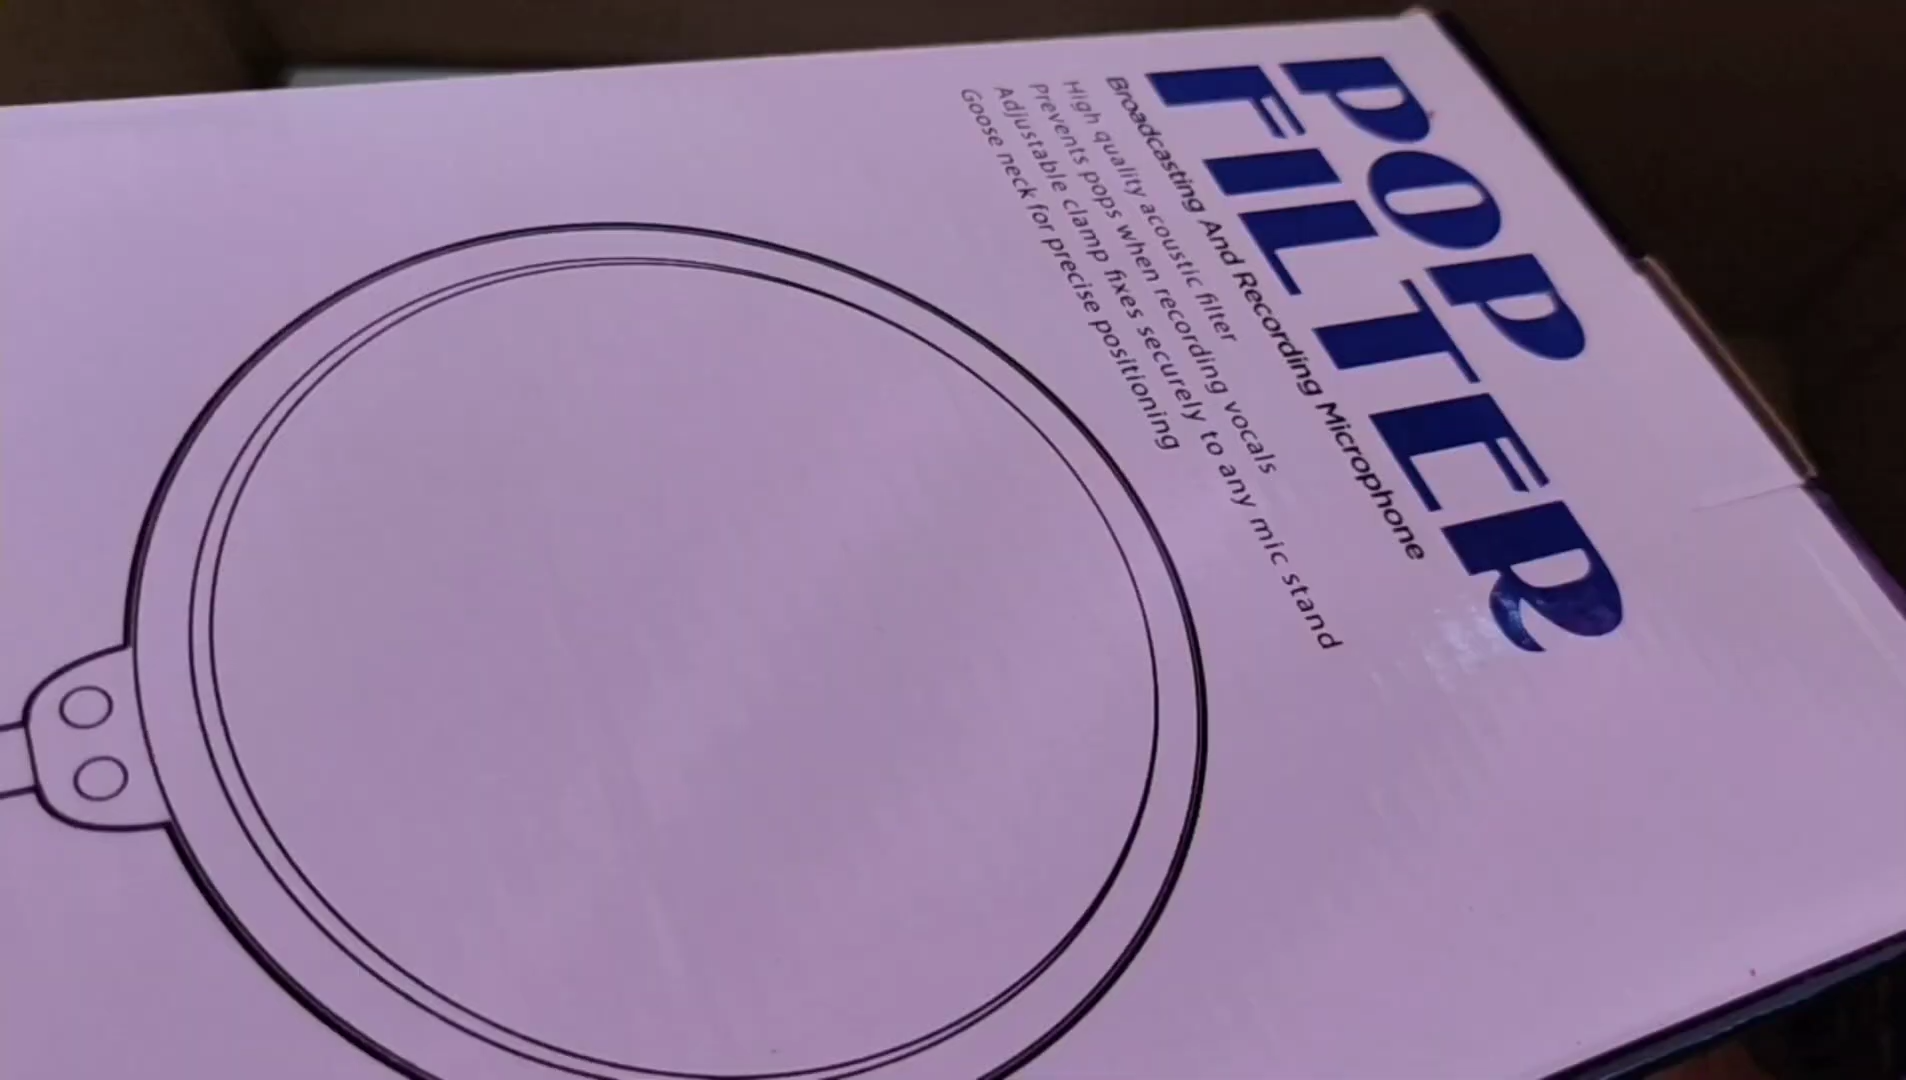 POP
FILTER
Broadcasting And Recording Microphone
High quality acoustic filter
Prevents pops when recording vocals
Adjustable clamp fixes securely to any mic stand
Goose neck for precise positioning